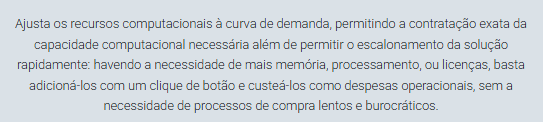 Ajusta os recursos computacionais à curva de demanda, permitindo a contratação exata da
capacidade computacional necessária além de permitir o escalonamento da solução
rapidamente: havendo a necessidade de mais memória, processamento, ou licenças, basta
adicioná-los com um clique de botão e custeá-los como despesas operacionais, sem a
necessidade de processos de compra lentos e burocráticos.